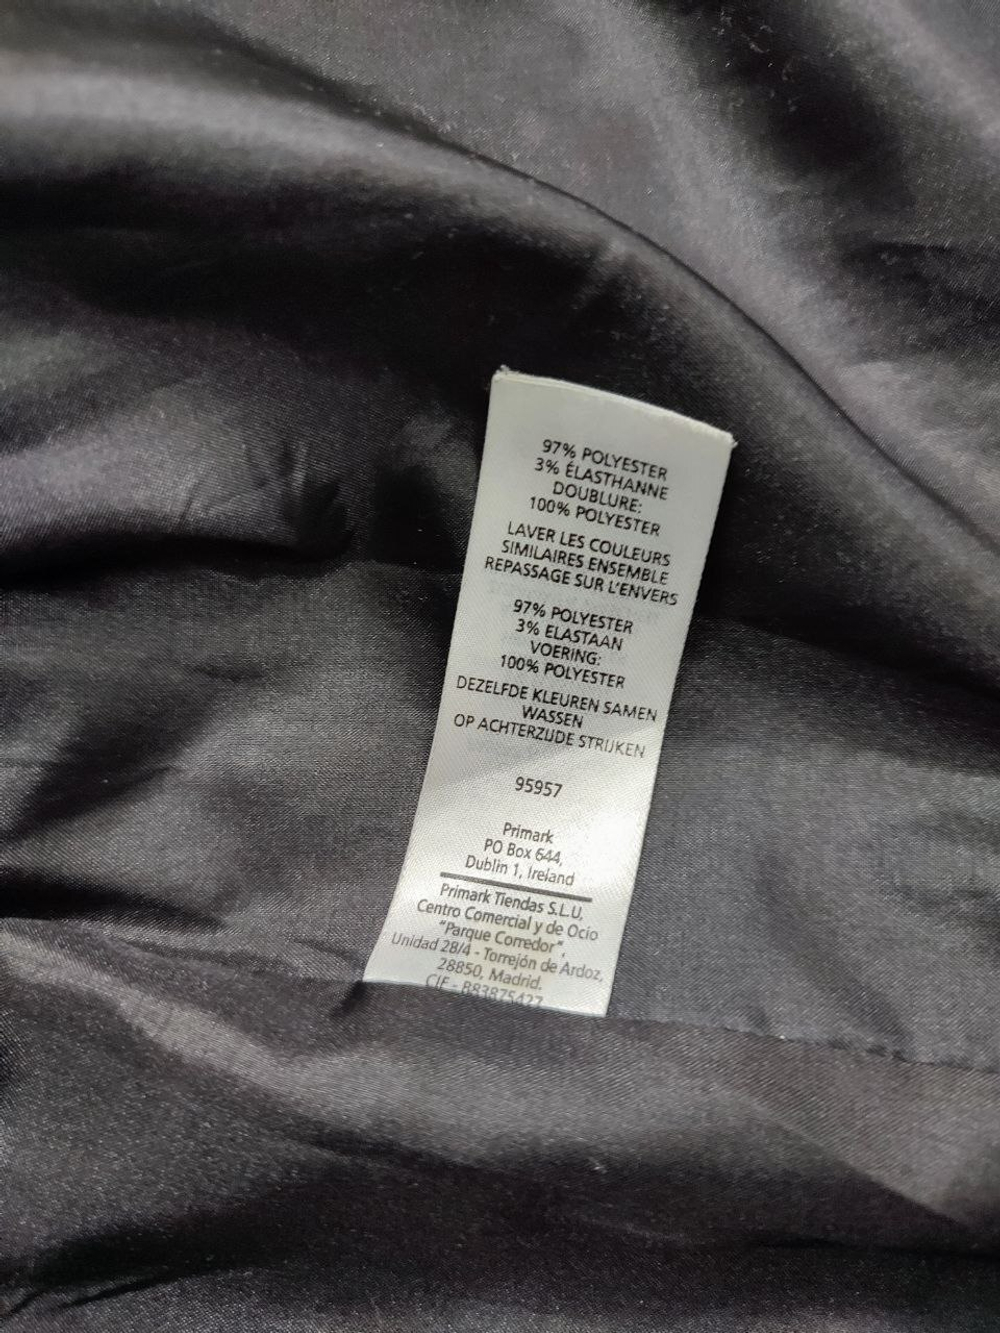 97% POLYESTER
3% ÉLASTHANNE
DOUBLURE:
100% POLYESTER
LAVER LES COULEURS
SIMILAIRES ENSEMBLE
REPASSAGE SUR L'ENVERS
97% POLYESTER
3% ELASTAAN
VOERING:
100% POLYESTER
DEZELFDE KLEUREN SAMEN
WASSEN
OP ACHTERZIJDE STRIJKEN
95957
Primark
PO Box 644,
Dublin 1, Ireland
Primark Tiendas S.L.U,
Centro Comercial y de Ocio
"Parque Corredor",
Unidad 28/4 - Torrejón de Ardoz,
28850, Madrid.
CIF - B83875427